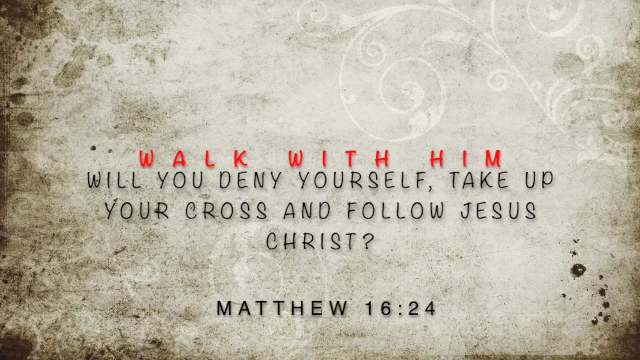 WALK WITH HIM
WILL YOU DENY YOURSELF, TAKE UP
YOUR CROSS AND FOLLOW JESUS
CHRIST?
MATTHEW 16:24